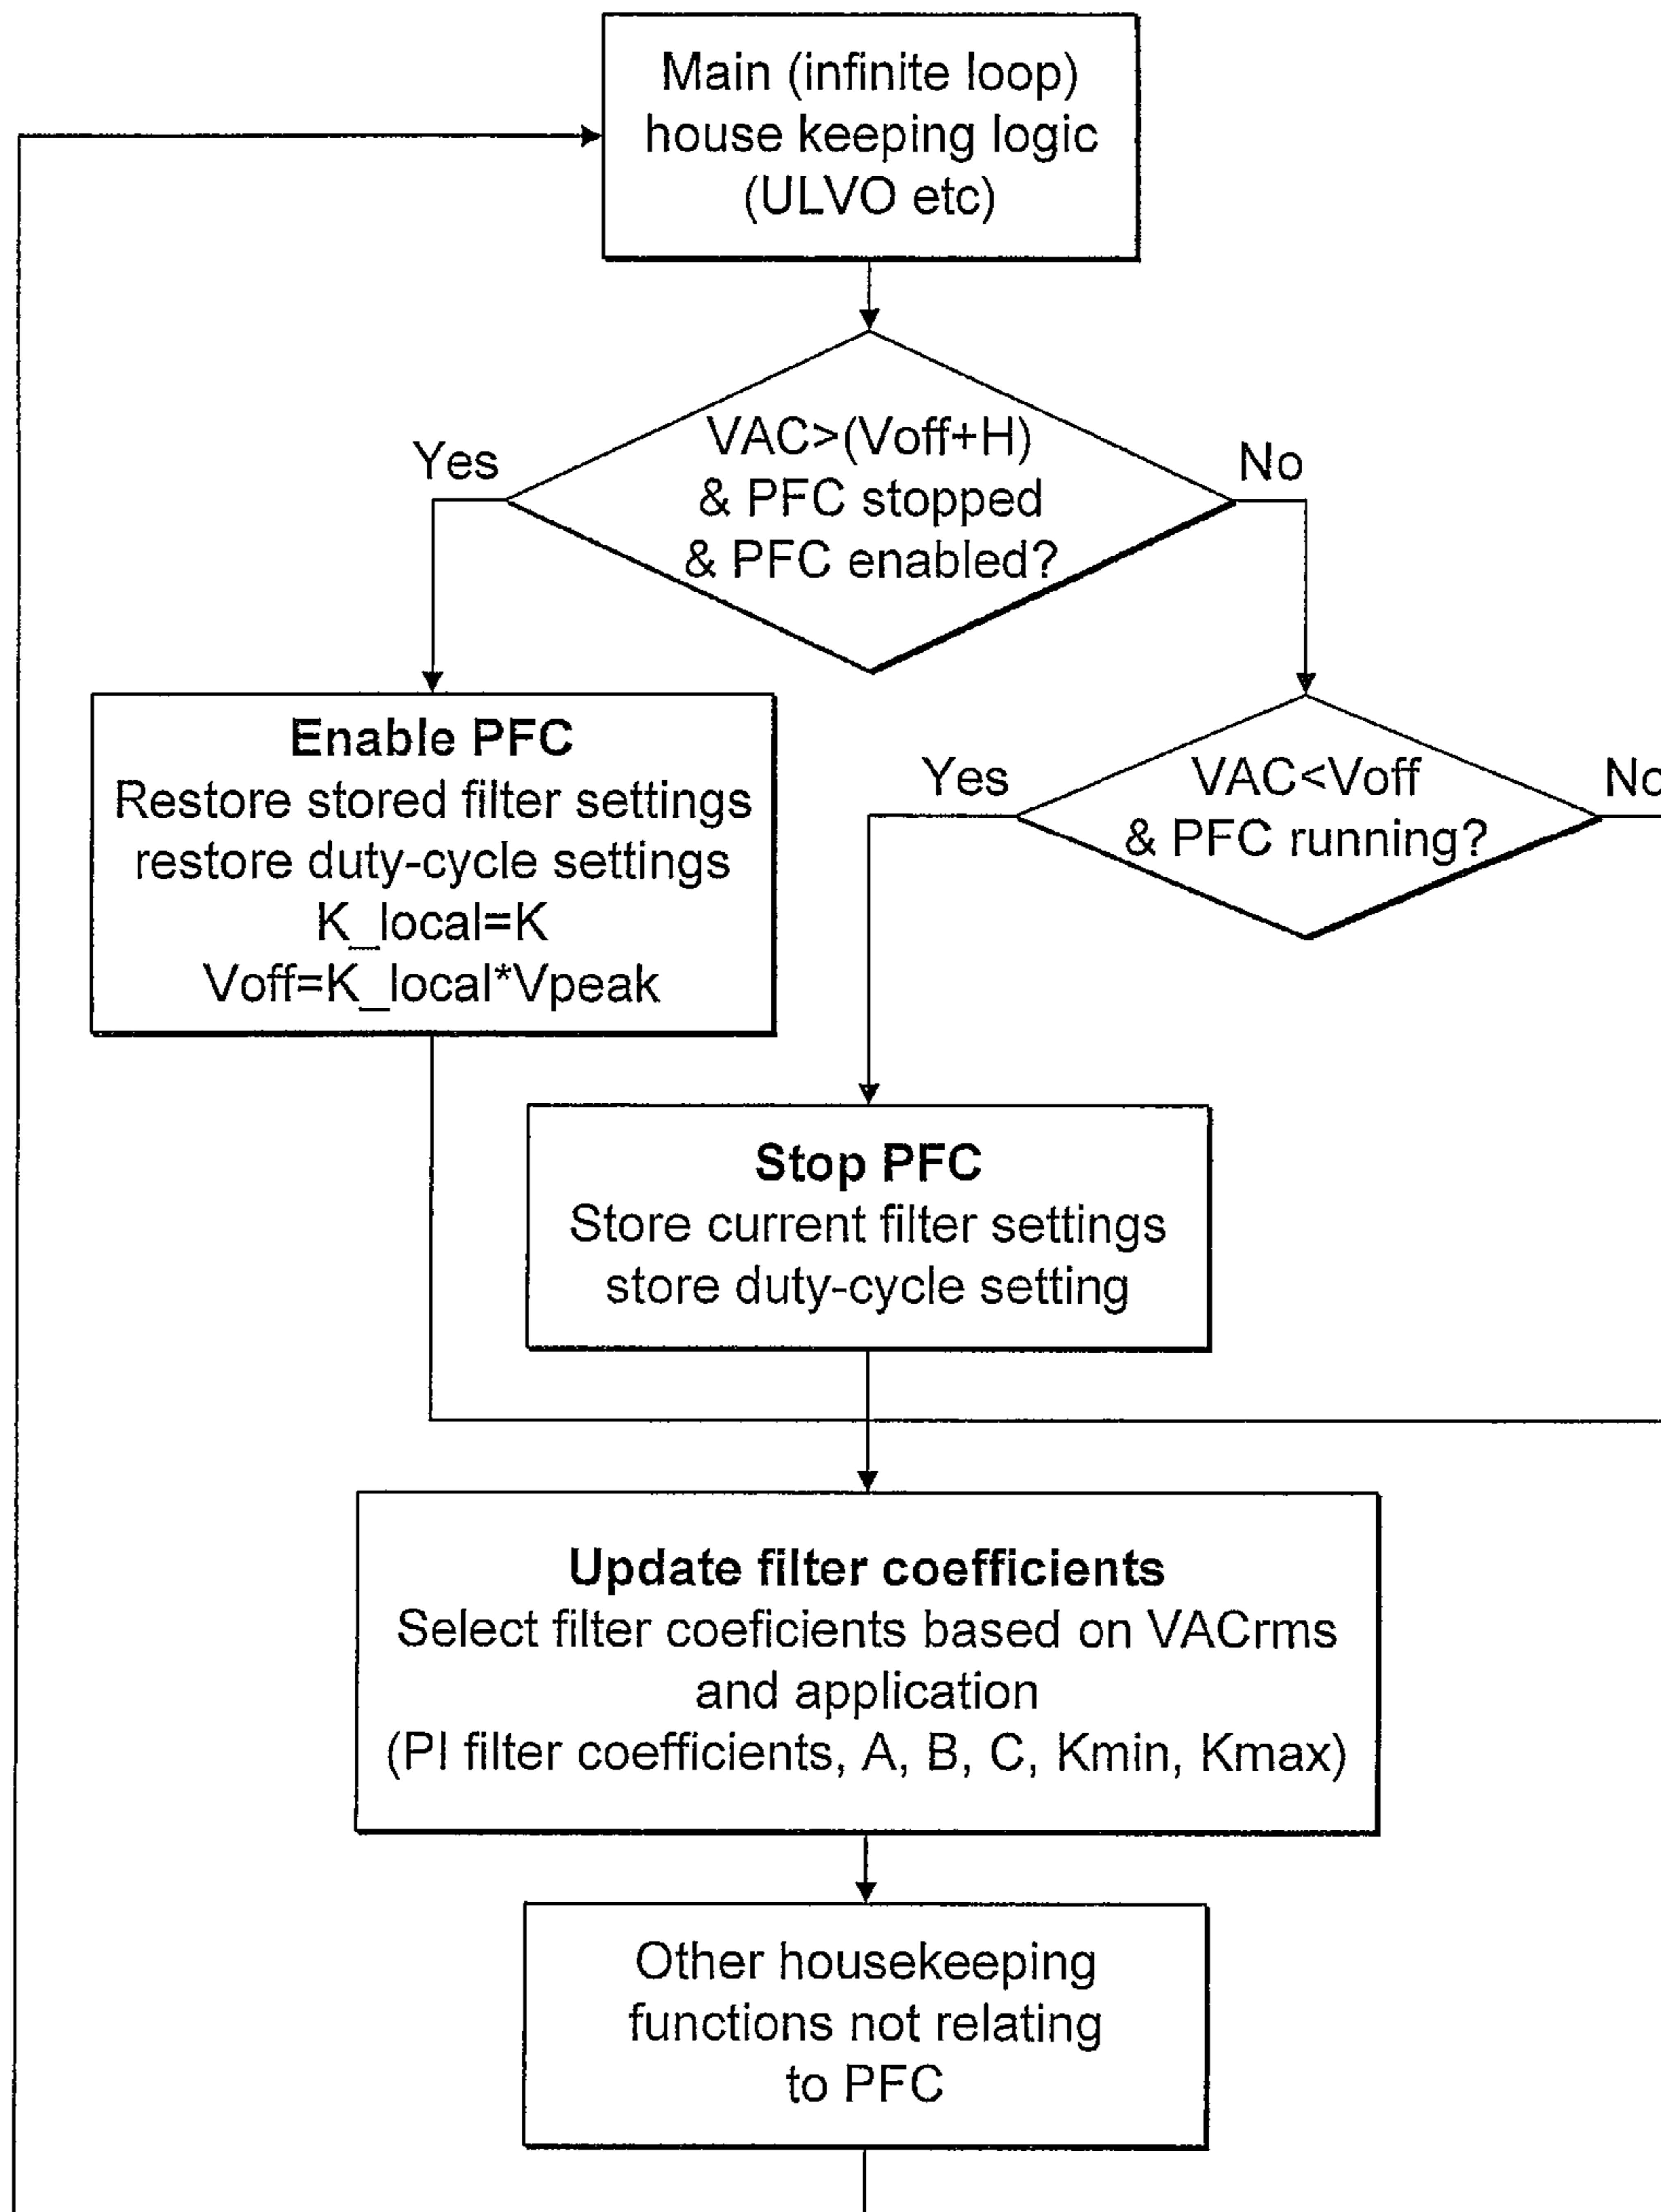 Main (infinite loop)
house keeping logic
(ULVO etc)
VAC>(Voff+H)
& PFC stopped
& PFC enabled?
Yes
No
Enable PFC
Restore stored filter settings
restore duty-cycle settings
K_local=K
Voff=K_local*Vpeak
VAC<Voff
& PFC running?
Yes
No
Stop PFC
Store current filter settings
store duty-cycle setting
Update filter coefficients
Select filter coeficients based on VACrms
and application
(PI filter coefficients, A, B, C, Kmin, Kmax)
Other housekeeping
functions not relating
to PFC